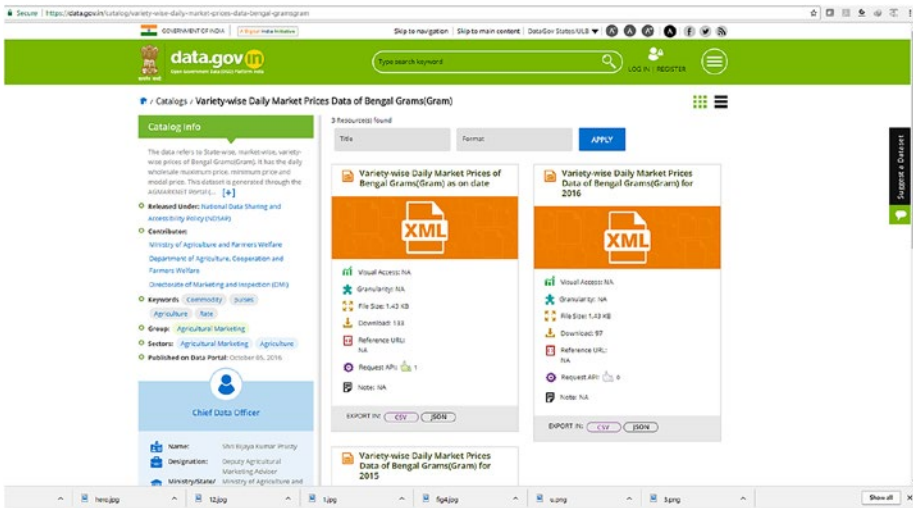 Secure | https://data.gov.in/catalog/variety-wise-daily-market-prices-data-bengal-gramsgram
GOVERNMENT OF INDIA | A Digital India Initiative
Skip to navigation | Skip to main content | DataGov States/ULB
data.gov in
Open Government Data (OGD) Platform India
Type search keyword
LOG IN | REGISTER
/ Catalogs / Variety-wise Daily Market Prices Data of Bengal Grams(Gram)
Catalog Info
The data refers to State-wise, market-wise, variety-
wise prices of Bengal Grams(Gram). It has the daily
wholesale maximum price, minimum price and
modal price. This dataset is generated through the
AGMARKNET Portal (... [+]
Released Under: National Data Sharing and
Accessibility Policy (NDSAP)
Contributor:
Ministry of Agriculture and Farmers Welfare
Department of Agriculture, Cooperation and
Farmers Welfare
Directorate of Marketing and Inspection (DMI)
Keywords Commodity pulses
Agriculture Rate
Group: Agricultural Marketing
Sectors: Agricultural Marketing Agriculture
Published on Data Portal: October 05, 2016
Chief Data Officer
Name: Shri Bijaya Kumar
Designation: Deputy Agricultural
Marketing Adviser
Ministry/State/ Ministry of Agriculture and
3 Resource(s) found
Title
Format
APPLY
Variety-wise Daily Market Prices of
Bengal Grams(Gram) as on date
XML
Visual Access: NA
Granularity: NA
File Size: 1.43 KB
Download: 133
Reference URL:
NA
Request API: 1
Note: NA
EXPORT IN: CSV JSON
Variety-wise Daily Market Prices
Data of Bengal Grams(Gram) for
2016
XML
Visual Access: NA
Granularity: NA
File Size: 1.43 KB
Download: 97
Reference URL:
NA
Request API: 0
Note: NA
EXPORT IN: CSV JSON
Variety-wise Daily Market Prices
Data of Bengal Grams(Gram) for
2015
Suggest a Dataset
hero.jpg
12.jpg
1.jpg
fig4.jpg
u.png
5.png
Show all